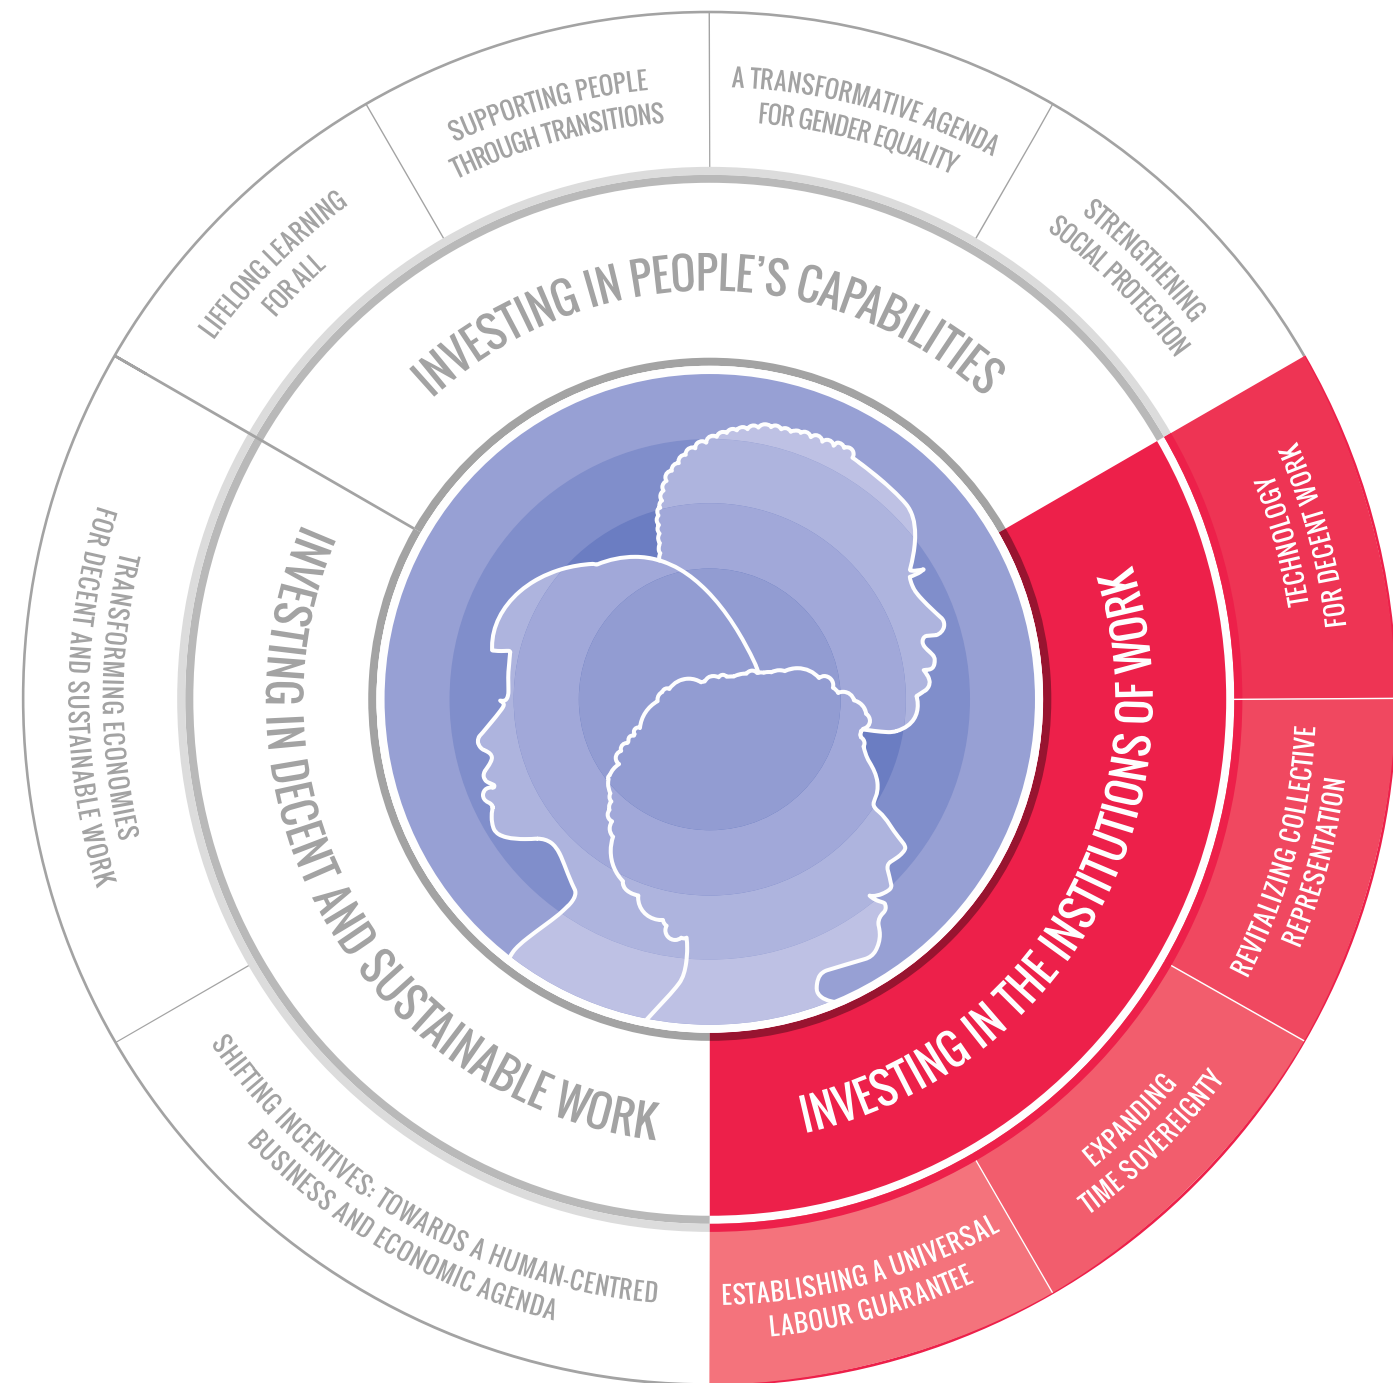 SUPPORTING PEOPLE
THROUGH TRANSITIONS
A TRANSFORMATIVE AGENDA
FOR GENDER EQUALITY
LIFELONG LEARNING
FOR ALL
STRENGTHENING
SOCIAL PROTECTION
INVESTING IN PEOPLE’S CAPABILITIES
TECHNOLOGY
FOR DECENT WORK
REVITALIZING COLLECTIVE
REPRESENTATION
EXPANDING
TIME SOVEREIGNTY
ESTABLISHING A UNIVERSAL
LABOUR GUARANTEE
INVESTING IN THE INSTITUTIONS OF WORK
TRANSFORMING ECONOMIES
FOR DECENT AND SUSTAINABLE WORK
INVESTING IN DECENT AND SUSTAINABLE WORK
SHIFTING INCENTIVES: TOWARDS A HUMAN-CENTRED
BUSINESS AND ECONOMIC AGENDA